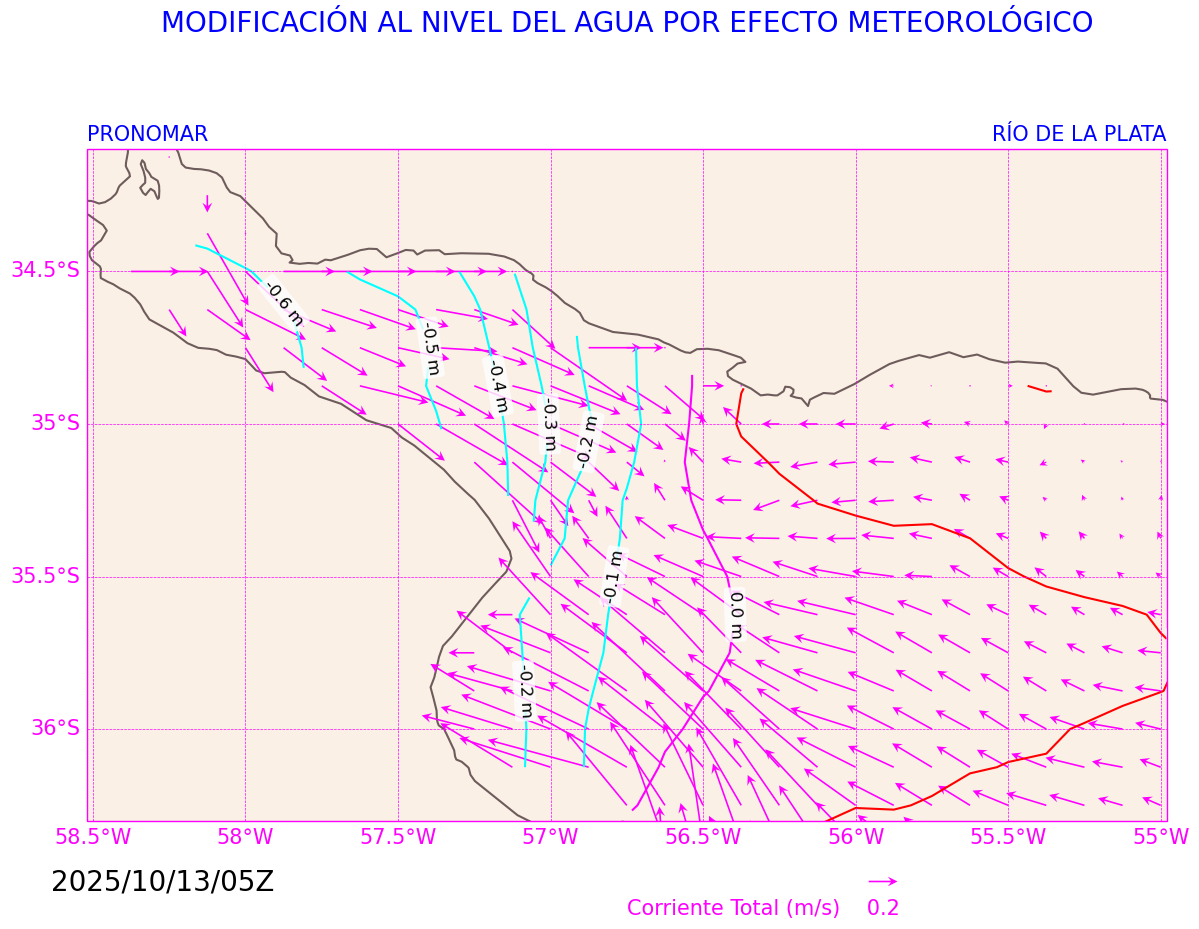 MODIFICACIÓN AL NIVEL DEL AGUA POR EFECTO METEOROLÓGICO
PRONOMAR
RÍO DE LA PLATA
34.5°S
35°S
35.5°S
36°S
-0.6 m
-0.5 m
-0.4 m
-0.3 m
-0.2 m
-0.1 m
0.0 m
-0.2 m
58.5°W
58°W
57.5°W
57°W
56.5°W
56°W
55.5°W
55°W
2025/10/13/05Z
Corriente Total (m/s)
0.2